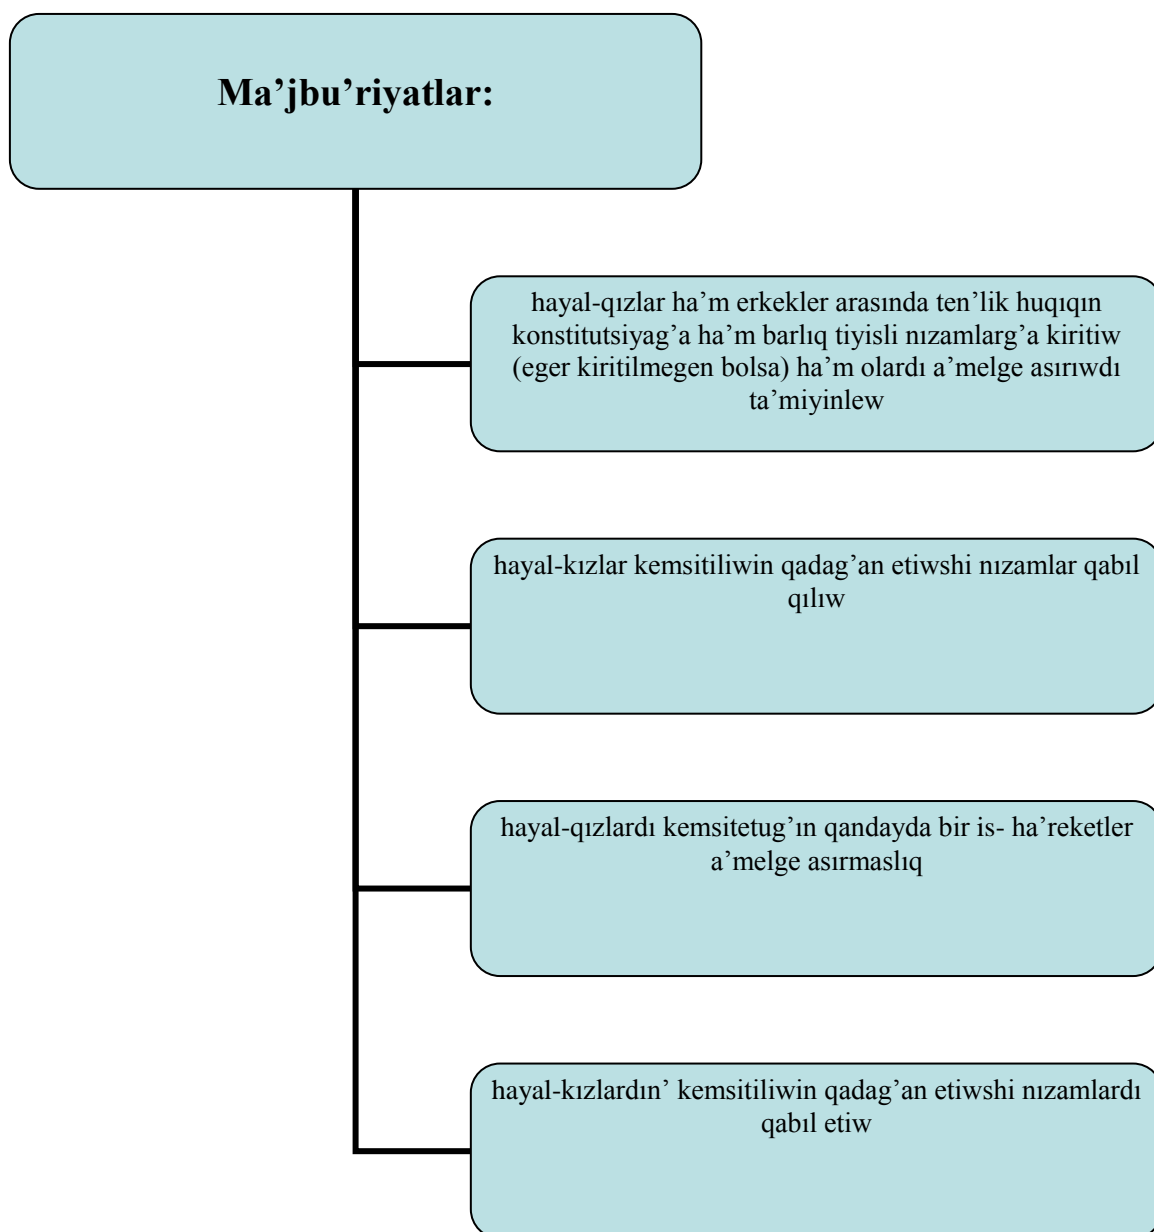 Ma’jbu’riyatlar:
hayal-qızlar ha’m erkekler arasında ten’lik huqıqın
konstitutsiyag’a ha’m barlıq tiyisli nızamlarg’a kiritiw
(eger kiritilmegen bolsa) ha’m olardı a’melge asırıwdı
ta’miyinlew
hayal-kızlar kemsitiliwin qadag’an etiwshi nızamlar qabıl
qılıw
hayal-qızlardı kemsitetug’ın qandayda bir is- ha’reketler
a’melge asırmaslıq
hayal-kızlardın’ kemsitiliwin qadag’an etiwshi nızamlardı
qabıl etiw